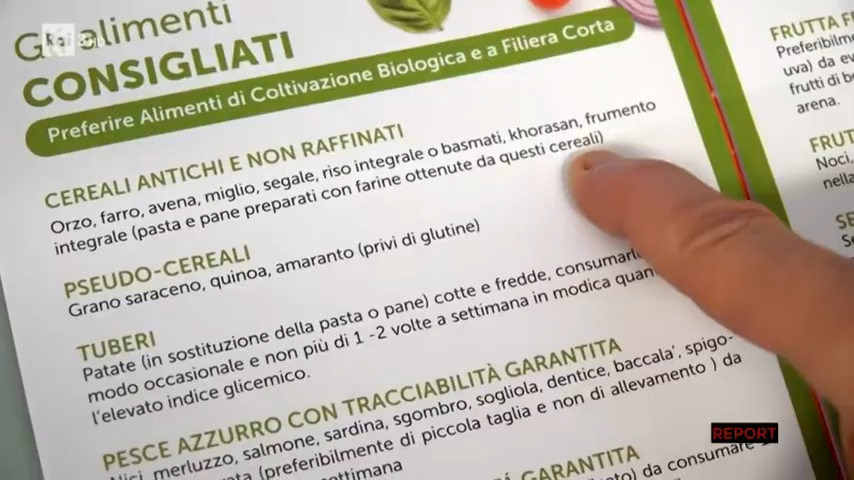 Gli alimenti
CONSIGLIATI
Preferire Alimenti di Coltivazione Biologica e a Filiera Corta
CEREALI ANTICHI E NON RAFFINATI
Orzo, farro, avena, miglio, segale, riso integrale o basmati, khorasan, frumento
integrale (pasta e pane preparati con farine ottenute da questi cereali)
PSEUDO-CEREALI
Grano saraceno, quinoa, amaranto (privi di glutine)
TUBERI
Patate (in sostituzione della pasta o pane) cotte e fredde, consumarle
modo occasionale e non più di 1 -2 volte a settimana in modica quan
l'elevato indice glicemico.
PESCE AZZURRO CON TRACCIABILITÀ GARANTITA
Alici, merluzzo, salmone, sardina, sgombro, sogliola, dentice, baccala', spigo-
(preferibilmente di piccola taglia e non di allevamento ) da
settimana
GARANTITA
da consumare
FRUTTA F
Preferibilm
uva) da ev
frutti di b
arena.
FRUT
Noci,
nella
SE
Rai
REPORT